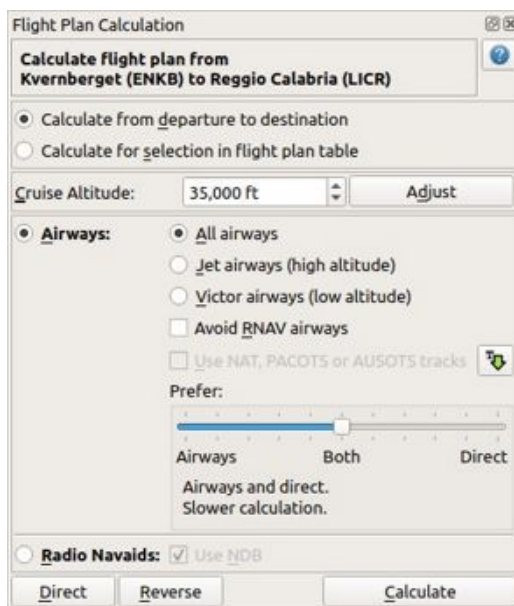 Flight Plan Calculation
Calculate flight plan from
Kvernberget (ENKB) to Reggio Calabria (LICR)
Calculate from departure to destination
Calculate for selection in flight plan table
Cruise Altitude: 35,000 ft Adjust
Airways: All airways
Jet airways (high altitude)
Victor airways (low altitude)
Avoid RNAV airways
Use NAT, PACOTS or AUSOTS tracks
Prefer:
Airways Both Direct
Airways and direct.
Slower calculation.
Radio Navaids: Use NDB
Direct Reverse Calculate